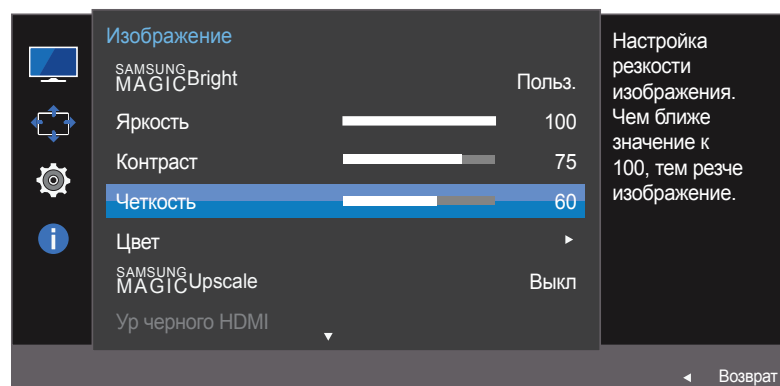 Изображение
SAMSUNG
MAGICBright Польз.
Яркость 100
Контраст 75
Четкость 60
Цвет
SAMSUNG
MAGICUpscale Выкл
Ур черного HDMI
Настройка
резкости
изображения.
Чем ближе
значение к
100, тем резче
изображение.
Возврат